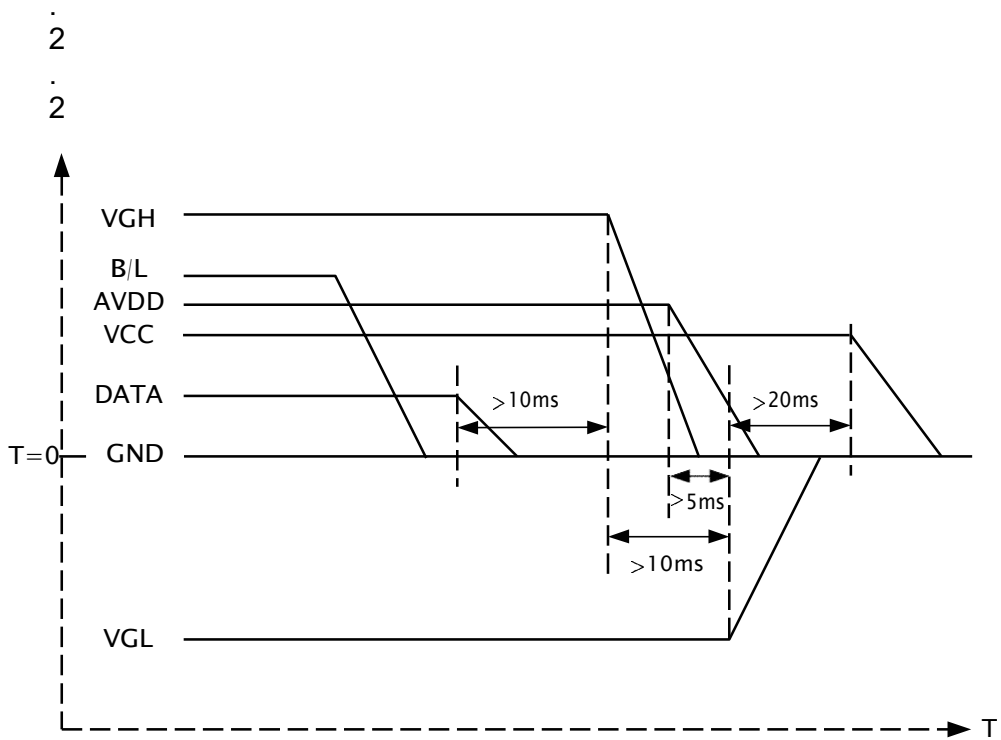 .
2
.
2
VGH
B/L
AVDD
VCC
DATA
>10ms
>20ms
T=0
GND
>5ms
>10ms
VGL
T